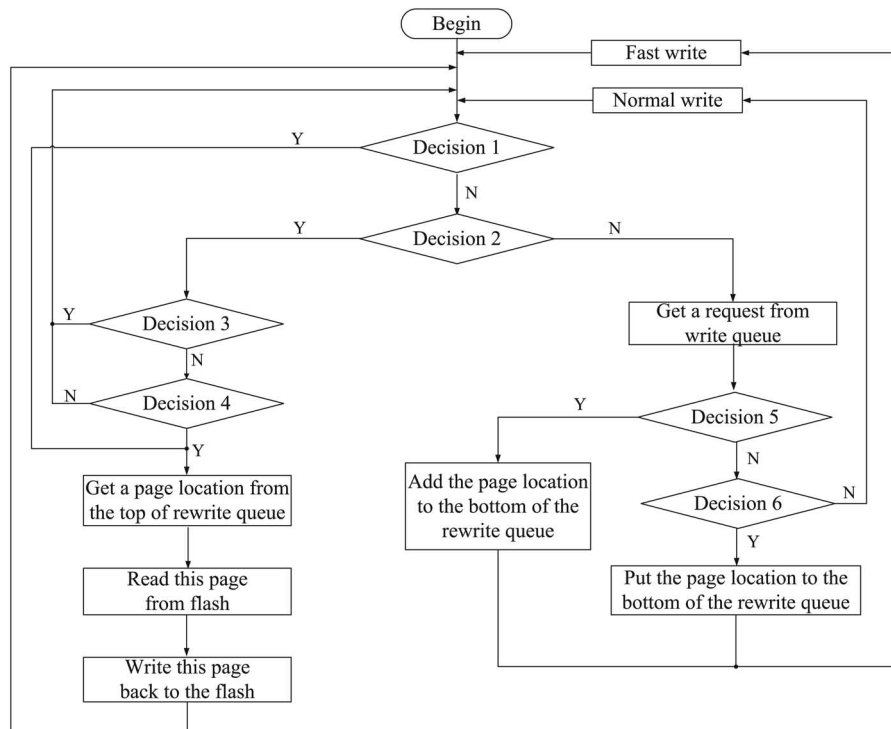 Begin
Fast write
Normal write
Y
Decision 1
N
Y
Decision 2
N
Y
Decision 3
N
Get a request from
write queue
N
Decision 4
Y
Y
Decision 5
N
Get a page location from
the top of rewrite queue
Add the page location
to the bottom of the
rewrite queue
Decision 6
N
Y
Read this page
from flash
Put the page location to the
bottom of the rewrite queue
Write this page
back to the flash